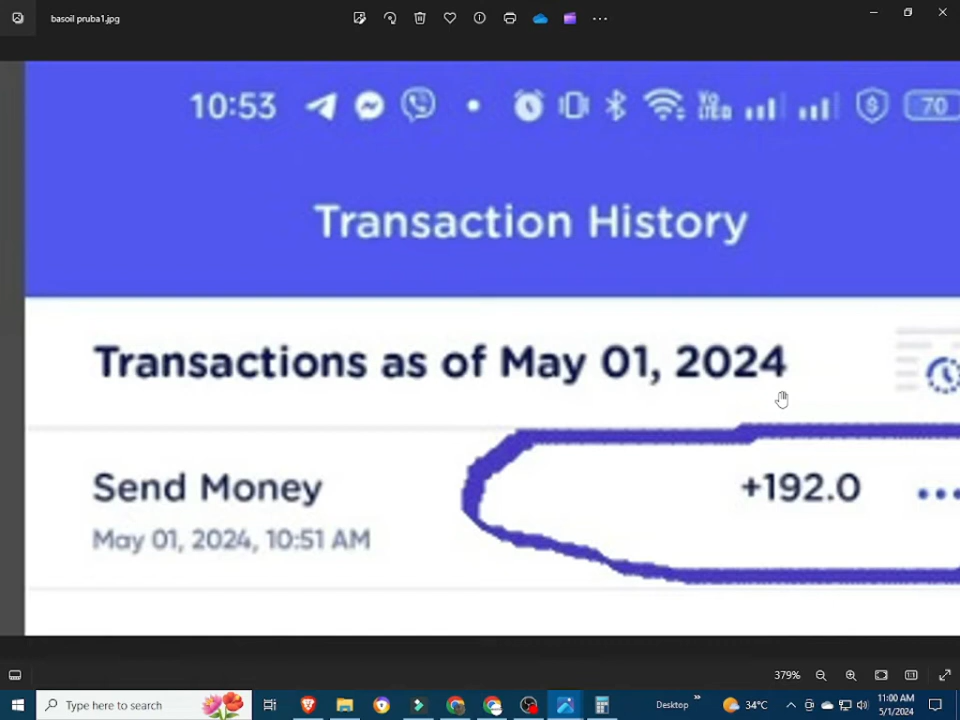 basoil pruba1.jpg
10:53
VO
70
Transaction History
Transactions as of May 01, 2024
Send Money
+192.0
May 01, 2024, 10:51 AM
379%
Type here to search
Desktop
34°C
11:00 AM
5/1/2024